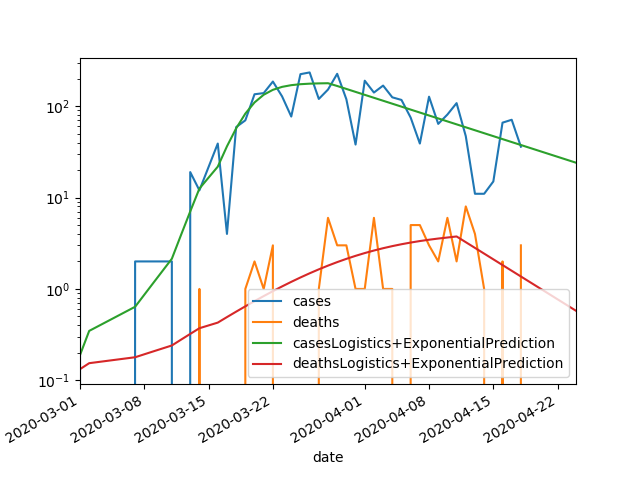 10²
10¹
10⁰
10⁻¹
2020-03-01
2020-03-08
2020-03-15
2020-03-22
2020-04-01
2020-04-08
2020-04-15
2020-04-22
date
cases
deaths
casesLogistics+ExponentialPrediction
deathsLogistics+ExponentialPrediction